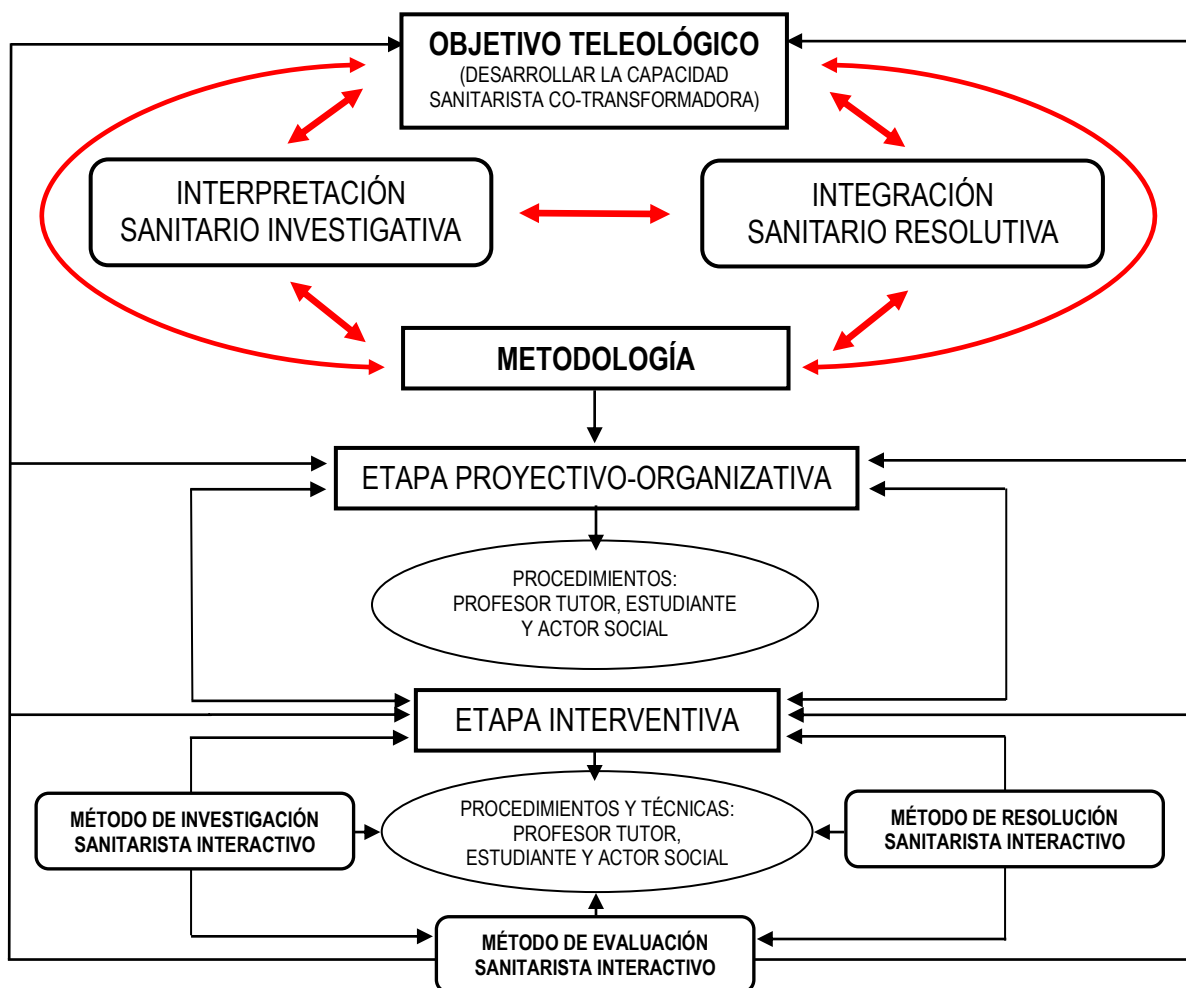 OBJETIVO TELEOLÓGICO
(DESARROLLAR LA CAPACIDAD
SANITARISTA CO-TRANSFORMADORA)
INTERPRETACIÓN
SANITARIO INVESTIGATIVA
INTEGRACIÓN
SANITARIO RESOLUTIVA
METODOLOGÍA
ETAPA PROYECTIVO-ORGANIZATIVA
PROCEDIMIENTOS:
PROFESOR TUTOR, ESTUDIANTE
Y ACTOR SOCIAL
ETAPA INTERVENTIVA
MÉTODO DE INVESTIGACIÓN
SANITARISTA INTERACTIVO
PROCEDIMIENTOS Y TÉCNICAS:
PROFESOR TUTOR,
ESTUDIANTE Y ACTOR SOCIAL
MÉTODO DE RESOLUCIÓN
SANITARISTA INTERACTIVO
MÉTODO DE EVALUACIÓN
SANITARISTA INTERACTIVO